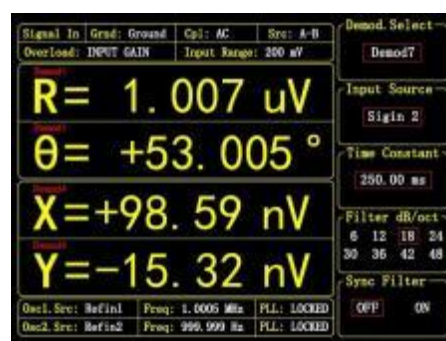 Signal In Grnd: Ground Cpl: AC Src: A-B
Overload: INPUT GAIN Input Range: 200 mV
R= 1.007 uV
θ= +53.005 °
X=+98.59 nV
Y=-15.32 nV
Osc1.Src: Refin1 Freq: 1.0005 MHz PLL: LOCKED
Osc2.Src: Refin2 Freq: 999.999 Hz PLL: LOCKED
Demod.Select
Demod7
Input Source
Sigin 2
Time Constant
250.00 ms
Filter dB/oct
6 12 18 24
30 36 42 48
Sync Filter
OFF ON